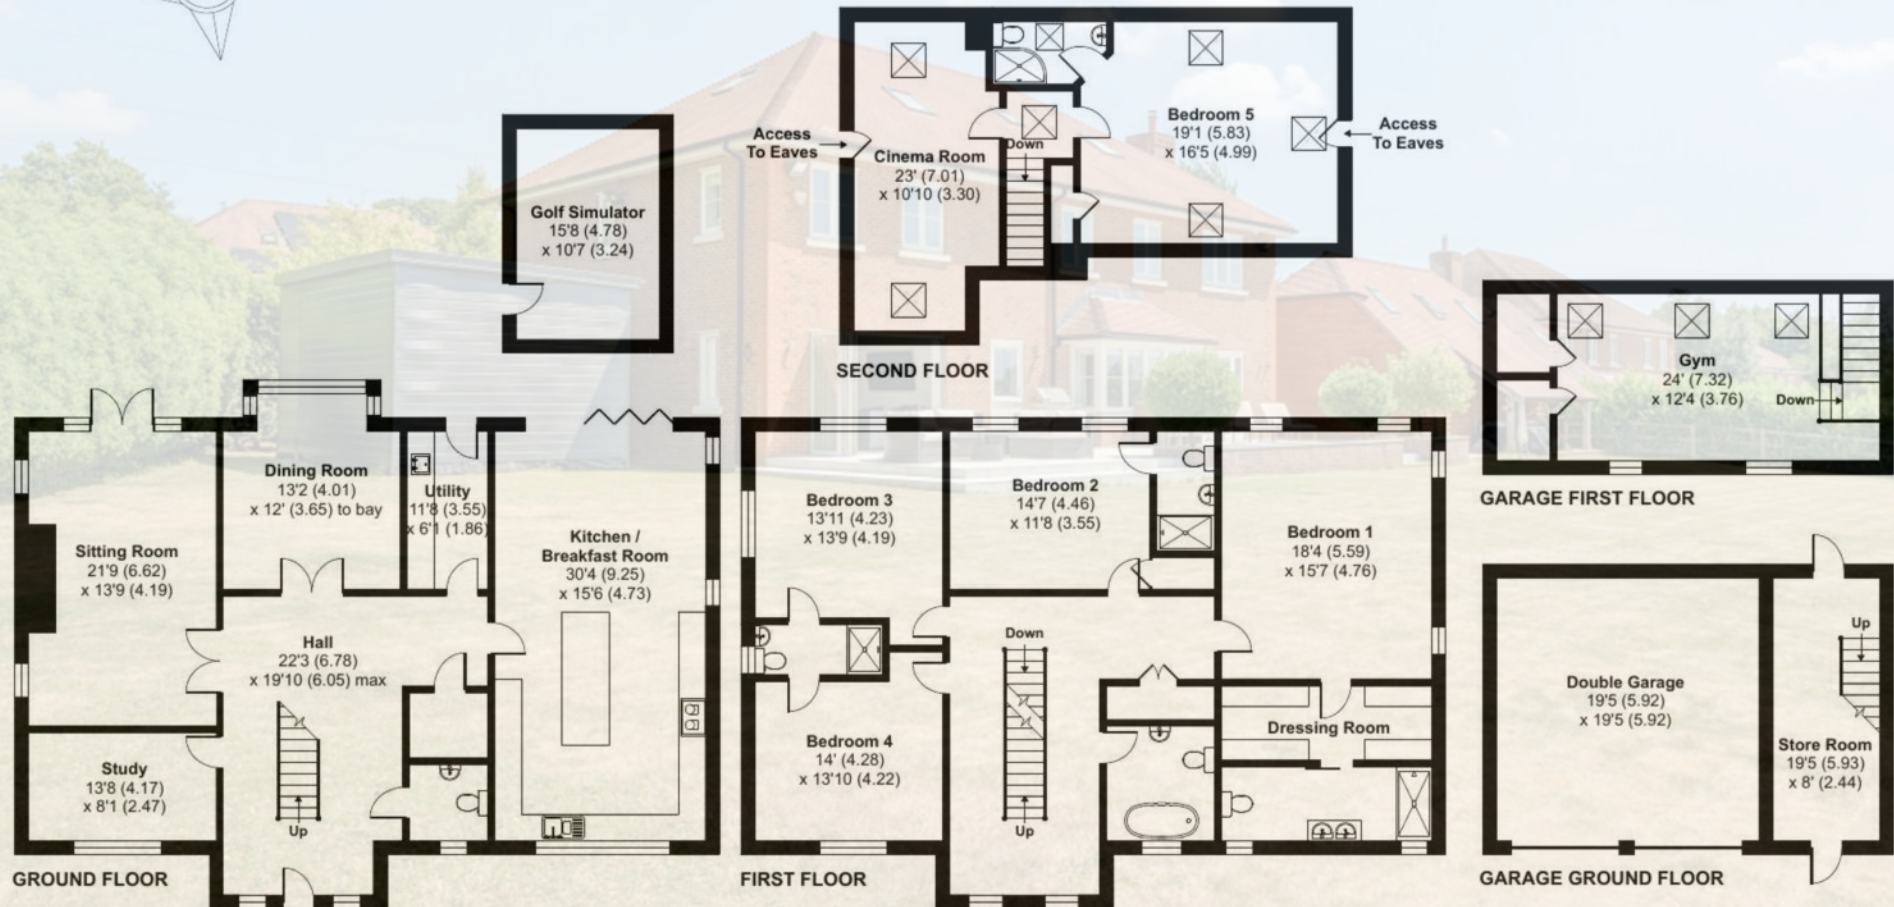 Access
To Eaves
Cinema Room
23' (7.01)
x 10'10 (3.30)
Down
Bedroom 5
19'1 (5.83)
x 16'5 (4.99)
Access
To Eaves
SECOND FLOOR
Golf Simulator
15'8 (4.78)
x 10'7 (3.24)
Gym
24' (7.32)
x 12'4 (3.76)
Down
GARAGE FIRST FLOOR
Sitting Room
21'9 (6.62)
x 13'9 (4.19)
Dining Room
13'2 (4.01)
x 12' (3.65) to bay
Utility
11'8 (3.55)
x 6'1 (1.86)
Kitchen /
Breakfast Room
30'4 (9.25)
x 15'6 (4.73)
Hall
22'3 (6.78)
x 19'10 (6.05) max
Study
13'8 (4.17)
x 8'1 (2.47)
Up
GROUND FLOOR
Bedroom 3
13'11 (4.23)
x 13'9 (4.19)
Bedroom 2
14'7 (4.46)
x 11'8 (3.55)
Bedroom 1
18'4 (5.59)
x 15'7 (4.76)
Down
Bedroom 4
14' (4.28)
x 13'10 (4.22)
Dressing Room
Up
FIRST FLOOR
Double Garage
19'5 (5.92)
x 19'5 (5.92)
Up
Store Room
19'5 (5.93)
x 8' (2.44)
GARAGE GROUND FLOOR